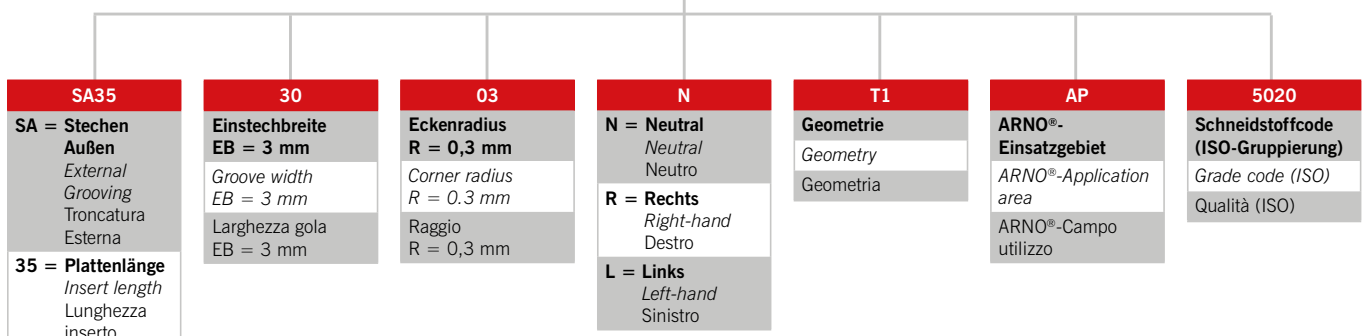 SA35
SA = Stechen
Außen
External
Grooving
Troncatura
Esterna
35 = Plattenlänge
Insert length
Lunghezza
inserto
30
Einstechbreite
EB = 3 mm
Groove width
EB = 3 mm
Larghezza gola
EB = 3 mm
03
Eckenradius
R = 0,3 mm
Corner radius
R = 0.3 mm
Raggio
R = 0,3 mm
N
N = Neutral
Neutral
Neutro
R = Rechts
Right-hand
Destro
L = Links
Left-hand
Sinistro
T1
Geometrie
Geometry
Geometria
AP
ARNO®-
Einsatzgebiet
ARNO®-Application
area
ARNO®-Campo
utilizzo
5020
Schneidstoffcode
(ISO-Gruppierung)
Grade code (ISO)
Qualità (ISO)